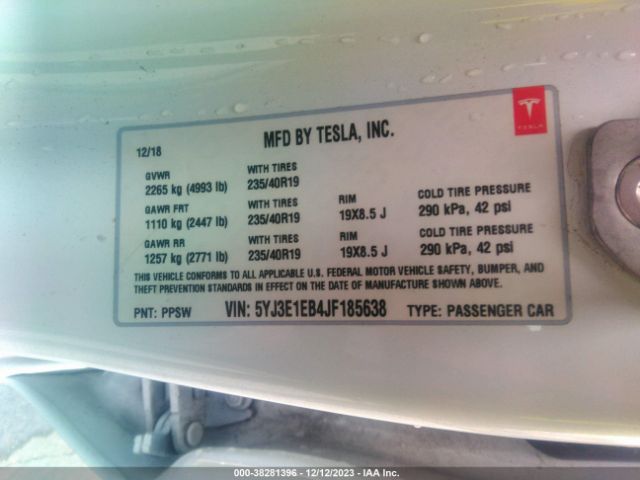 12/18
MFD BY TESLA, INC.
TESLA
GVWR WITH TIRES
2265 kg (4993 lb) 235/40R19
GAWR FRT WITH TIRES RIM COLD TIRE PRESSURE
1110 kg (2447 lb) 235/40R19 19X8.5 J 290 kPa, 42 psi
GAWR RR WITH TIRES RIM COLD TIRE PRESSURE
1257 kg (2771 lb) 235/40R19 19X8.5 J 290 kPa, 42 psi
THIS VEHICLE CONFORMS TO ALL APPLICABLE U.S. FEDERAL MOTOR VEHICLE SAFETY, BUMPER, AND
THEFT PREVENTION STANDARDS IN EFFECT ON THE DATE OF MANUFACTURE SHOWN ABOVE.
PNT: PPSW VIN: 5YJ3E1EB4JF185638 TYPE: PASSENGER CAR
000-38281396 - 12/12/2023 - IAA Inc.